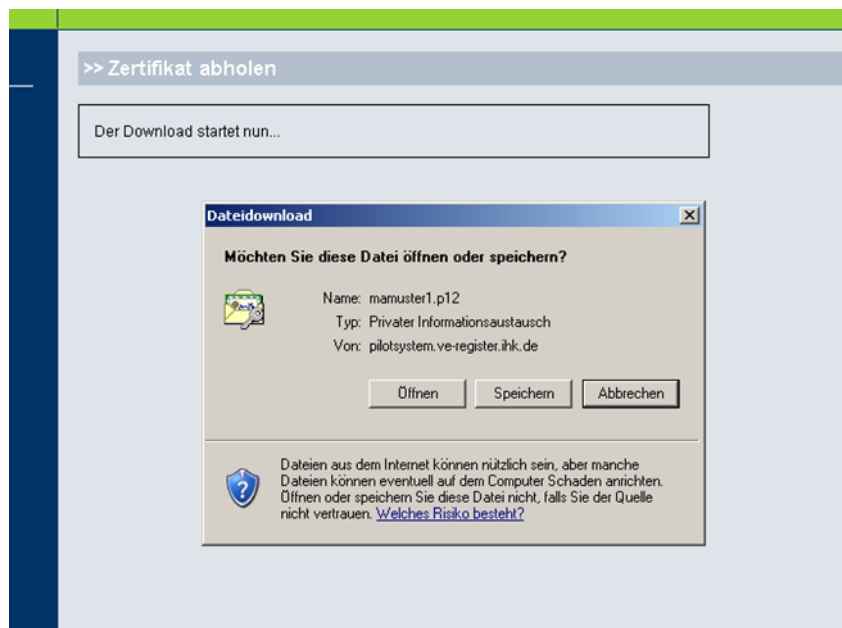 >> Zertifikat abholen
Der Download startet nun...
Dateidownload
Möchten Sie diese Datei öffnen oder speichern?
Name: mamuster1.p12
Typ: Privater Informationsaustausch
Von: pilotsystem.ve-register.ihk.de
Öffnen Speichern Abbrechen
Dateien aus dem Internet können nützlich sein, aber manche
Dateien können eventuell auf dem Computer Schaden anrichten.
Öffnen oder speichern Sie diese Datei nicht, falls Sie der Quelle
nicht vertrauen. Welches Risiko besteht?